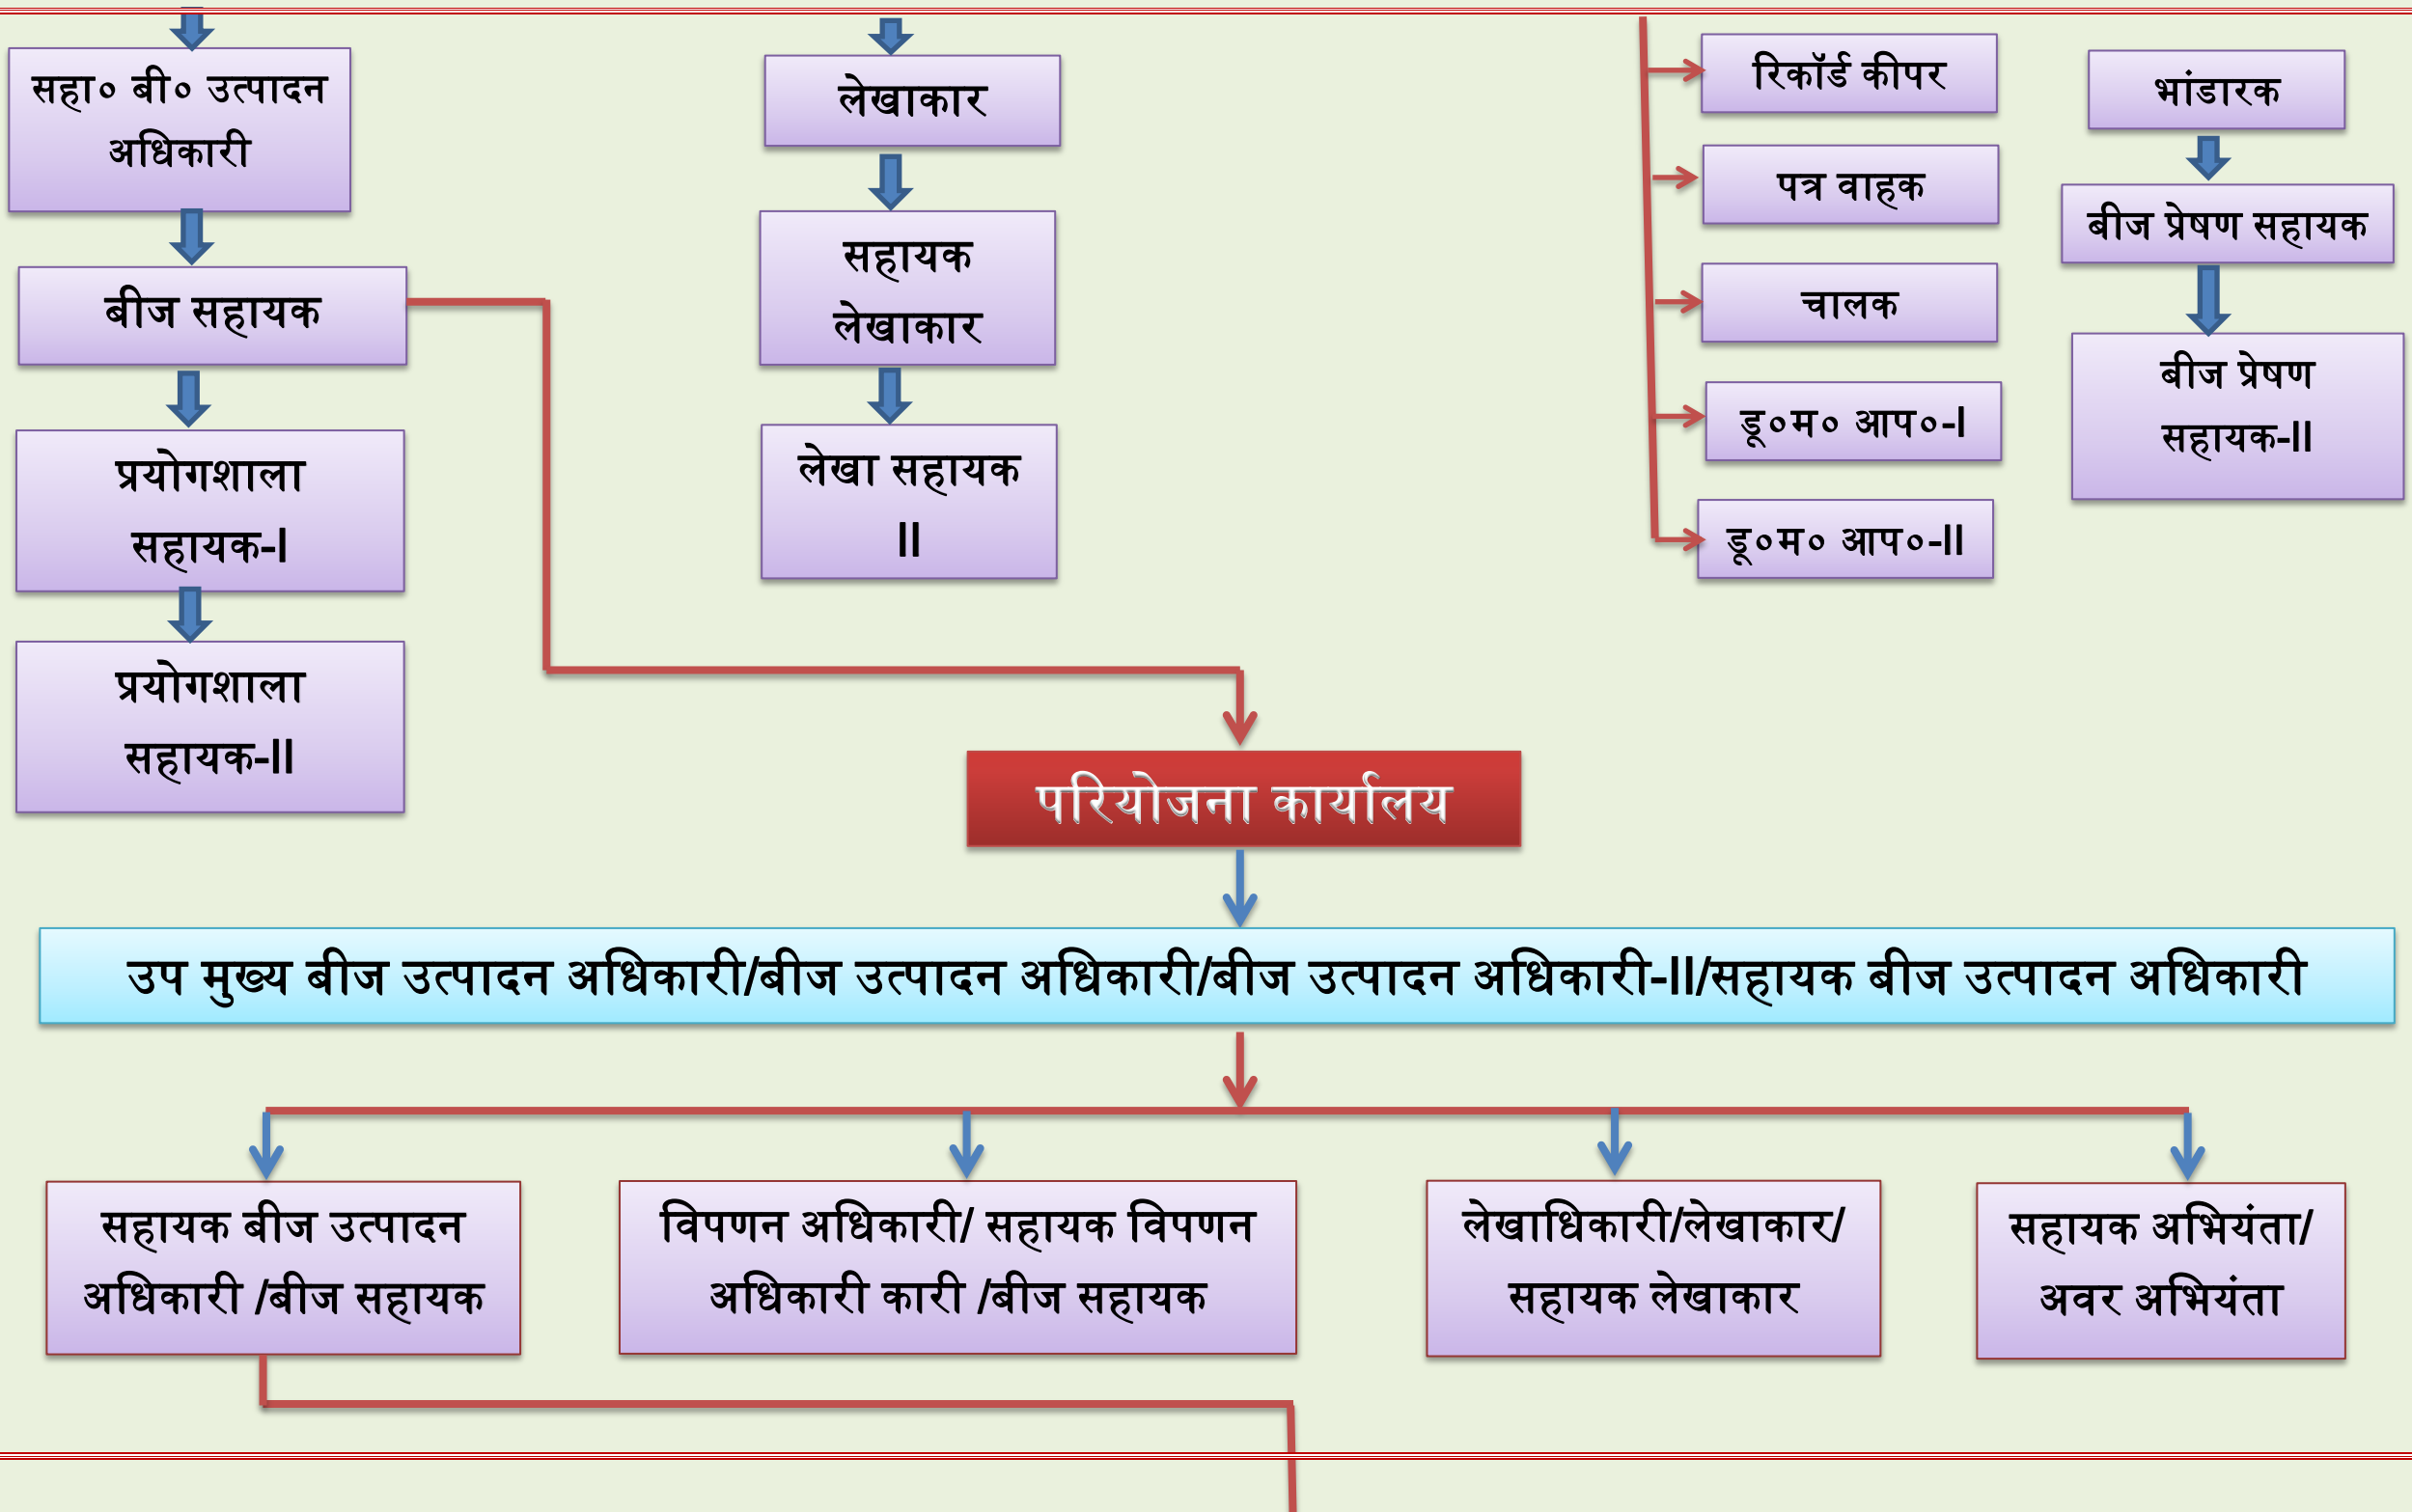 सहा० बी० उत्पादन
अधिकारी
बीज सहायक
प्रयोगशाला
सहायक-I
प्रयोगशाला
सहायक-II
लेखाकार
सहायक
लेखाकार
लेखा सहायक
II
रिकॉर्ड कीपर
पत्र वाहक
चालक
डू०म० आप०-I
डू०म० आप०-II
भांडारक
बीज प्रेषण सहायक
बीज प्रेषण
सहायक-II
परियोजना कार्यालय
उप मुख्य बीज उत्पादन अधिकारी/बीज उत्पादन अधिकारी/बीज उत्पादन अधिकारी-II/सहायक बीज उत्पादन अधिकारी
सहायक बीज उत्पादन
अधिकारी /बीज सहायक
विपणन अधिकारी/ सहायक विपणन
अधिकारी कारी /बीज सहायक
लेखाधिकारी/लेखाकार/
सहायक लेखाकार
सहायक अभियंता/
अवर अभियंता